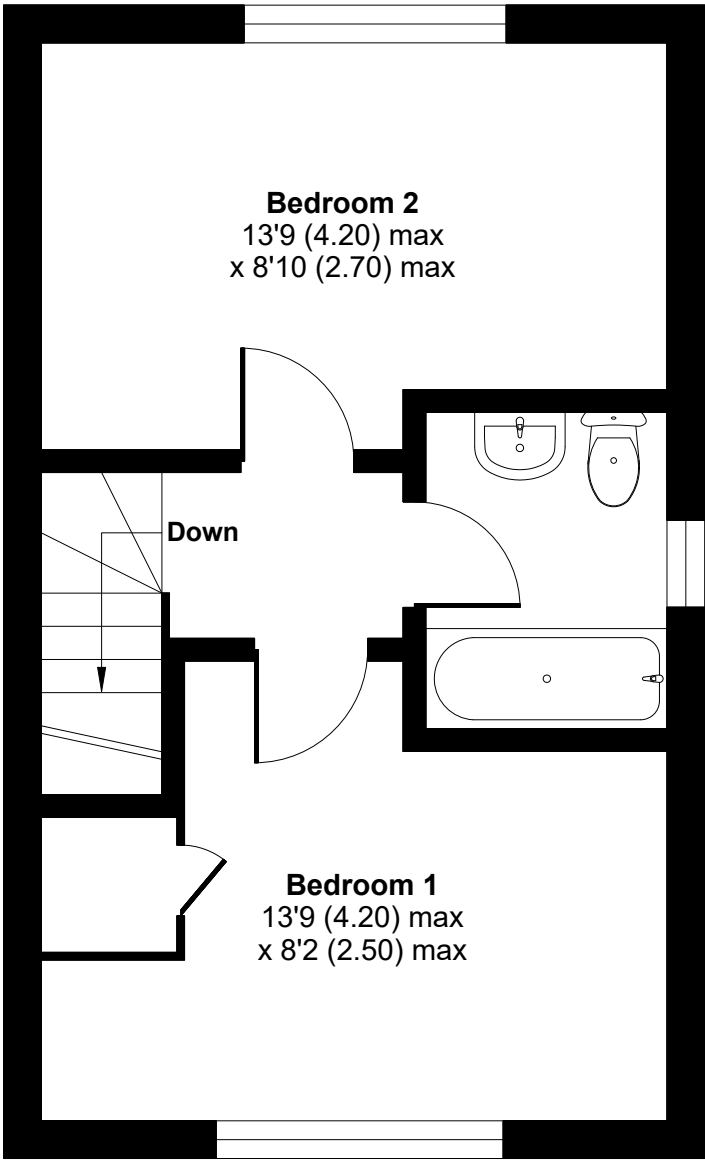 Bedroom 2
13'9 (4.20) max
x 8'10 (2.70) max
Down
Bedroom 1
13'9 (4.20) max
x 8'2 (2.50) max